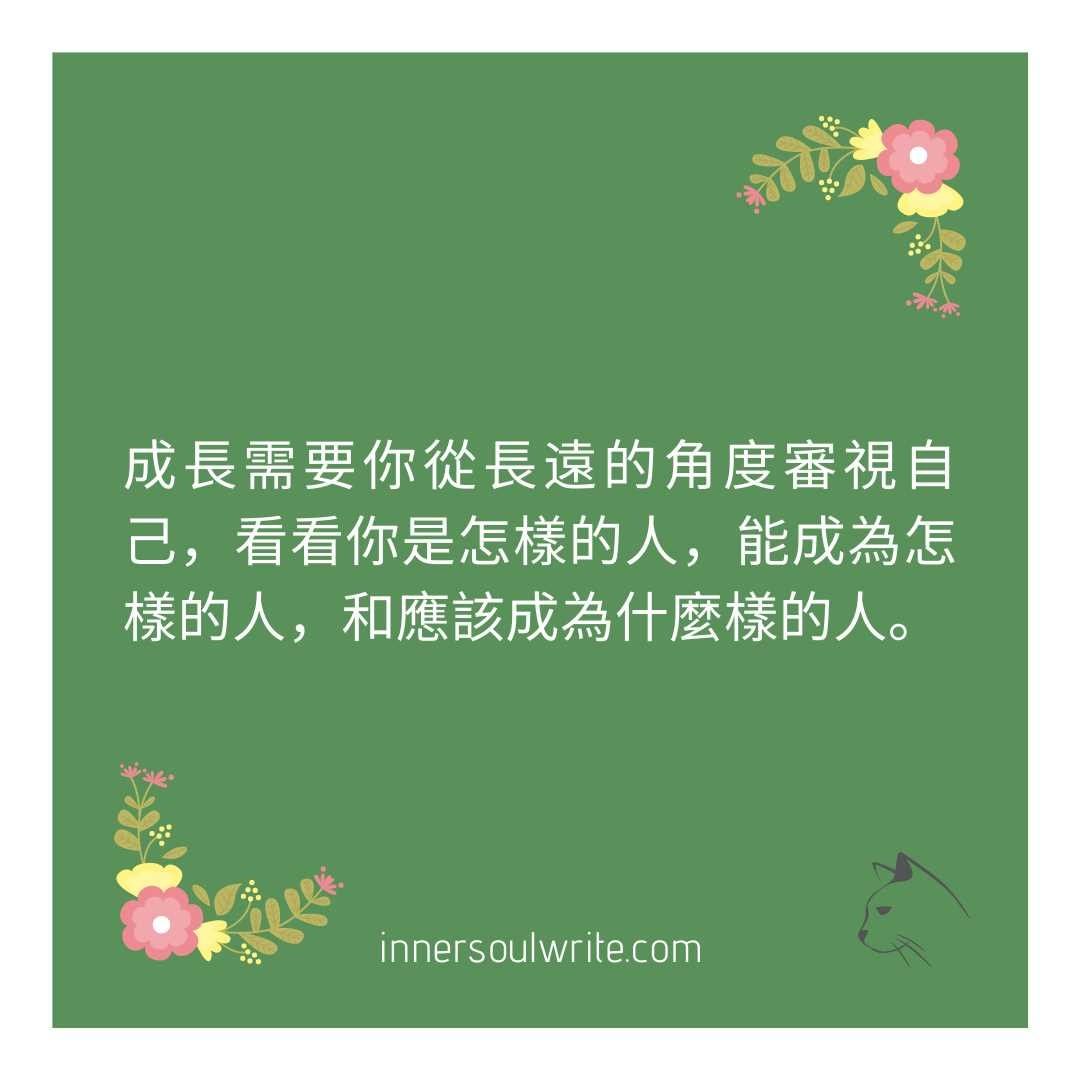 成長需要你從長遠的角度審視自
己，看看你是怎樣的人，能成為怎
樣的人，和應該成為什麼樣的人。
innersoulwrite.com